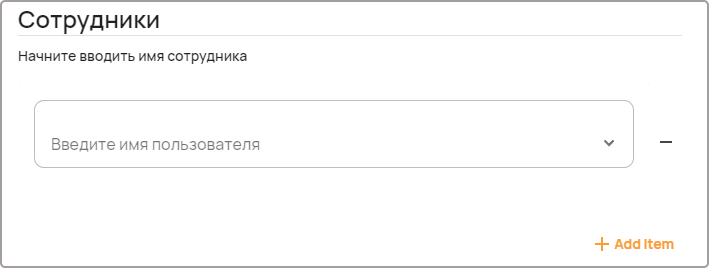 Сотрудники
Начните вводить имя сотрудника
Введите имя пользователя
Add Item